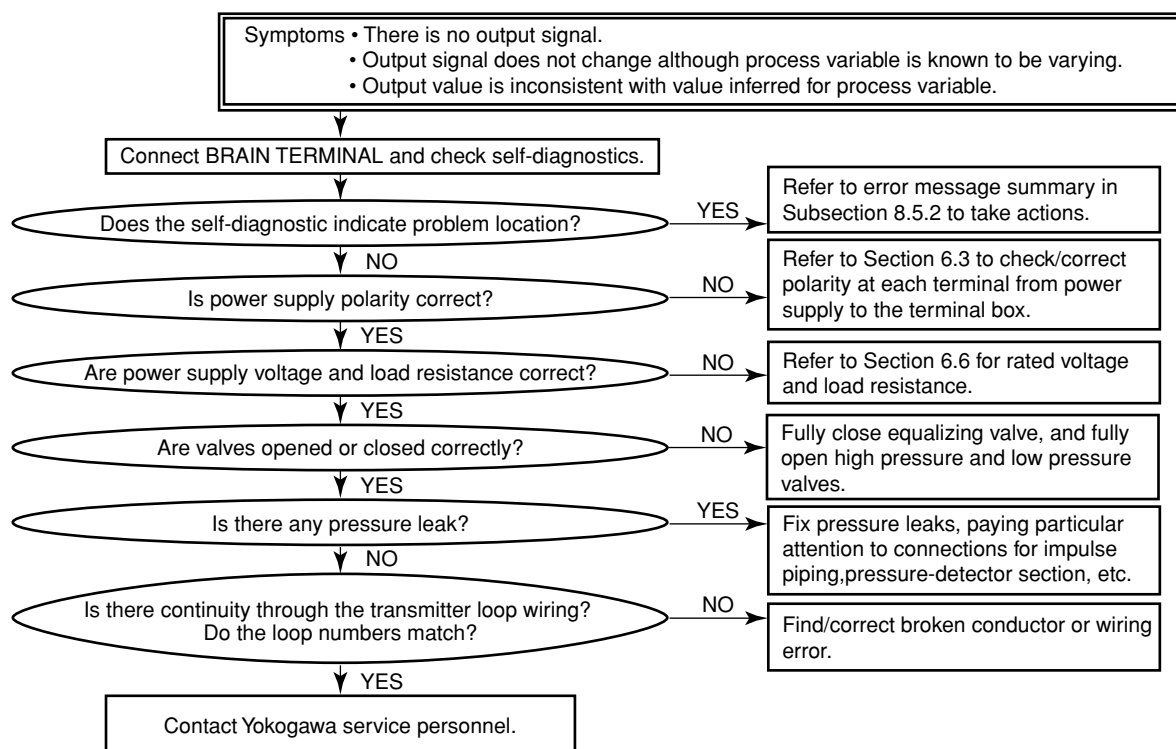 Symptoms • There is no output signal.
• Output signal does not change although process variable is known to be varying.
• Output value is inconsistent with value inferred for process variable.
Connect BRAIN TERMINAL and check self-diagnostics.
Does the self-diagnostic indicate problem location?
YES
Refer to error message summary in
Subsection 8.5.2 to take actions.
NO
Is power supply polarity correct?
NO
Refer to Section 6.3 to check/correct
polarity at each terminal from power
supply to the terminal box.
YES
Are power supply voltage and load resistance correct?
NO
Refer to Section 6.6 for rated voltage
and load resistance.
YES
Are valves opened or closed correctly?
NO
Fully close equalizing valve, and fully
open high pressure and low pressure
valves.
YES
Is there any pressure leak?
YES
Fix pressure leaks, paying particular
attention to connections for impulse
piping,pressure-detector section, etc.
NO
Is there continuity through the transmitter loop wiring?
Do the loop numbers match?
NO
Find/correct broken conductor or wiring
error.
YES
Contact Yokogawa service personnel.